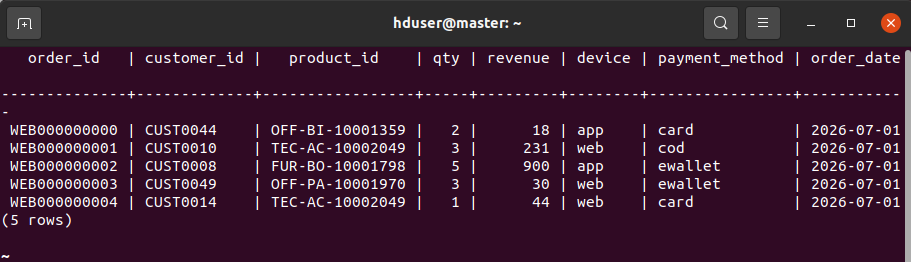 hduser@master: ~
order_id | customer_id | product_id | qty | revenue | device | payment_method | order_date
--------------+-------------+-----------------+-----+---------+--------+----------------+-----------
-
WEB000000000 | CUST0044 | OFF-BI-10001359 | 2 | 18 | app | card | 2026-07-01
WEB000000001 | CUST0010 | TEC-AC-10002049 | 3 | 231 | web | cod | 2026-07-01
WEB000000002 | CUST0008 | FUR-BO-10001798 | 5 | 900 | app | ewallet | 2026-07-01
WEB000000003 | CUST0049 | OFF-PA-10001970 | 3 | 30 | web | ewallet | 2026-07-01
WEB000000004 | CUST0014 | TEC-AC-10002049 | 1 | 44 | web | card | 2026-07-01
(5 rows)
~